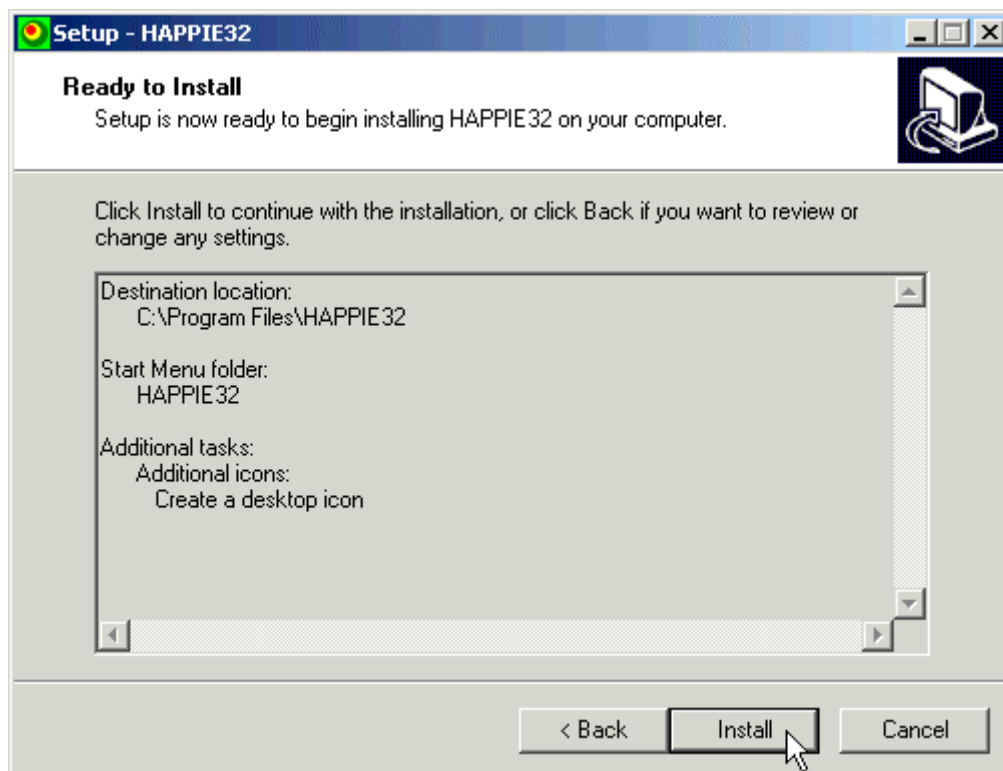 Setup - HAPPIE32
Ready to Install
Setup is now ready to begin installing HAPPIE32 on your computer.
Click Install to continue with the installation, or click Back if you want to review or
change any settings.
Destination location:
C:\Program Files\HAPPIE32
Start Menu folder:
HAPPIE32
Additional tasks:
Additional icons:
Create a desktop icon
< Back
Install
Cancel